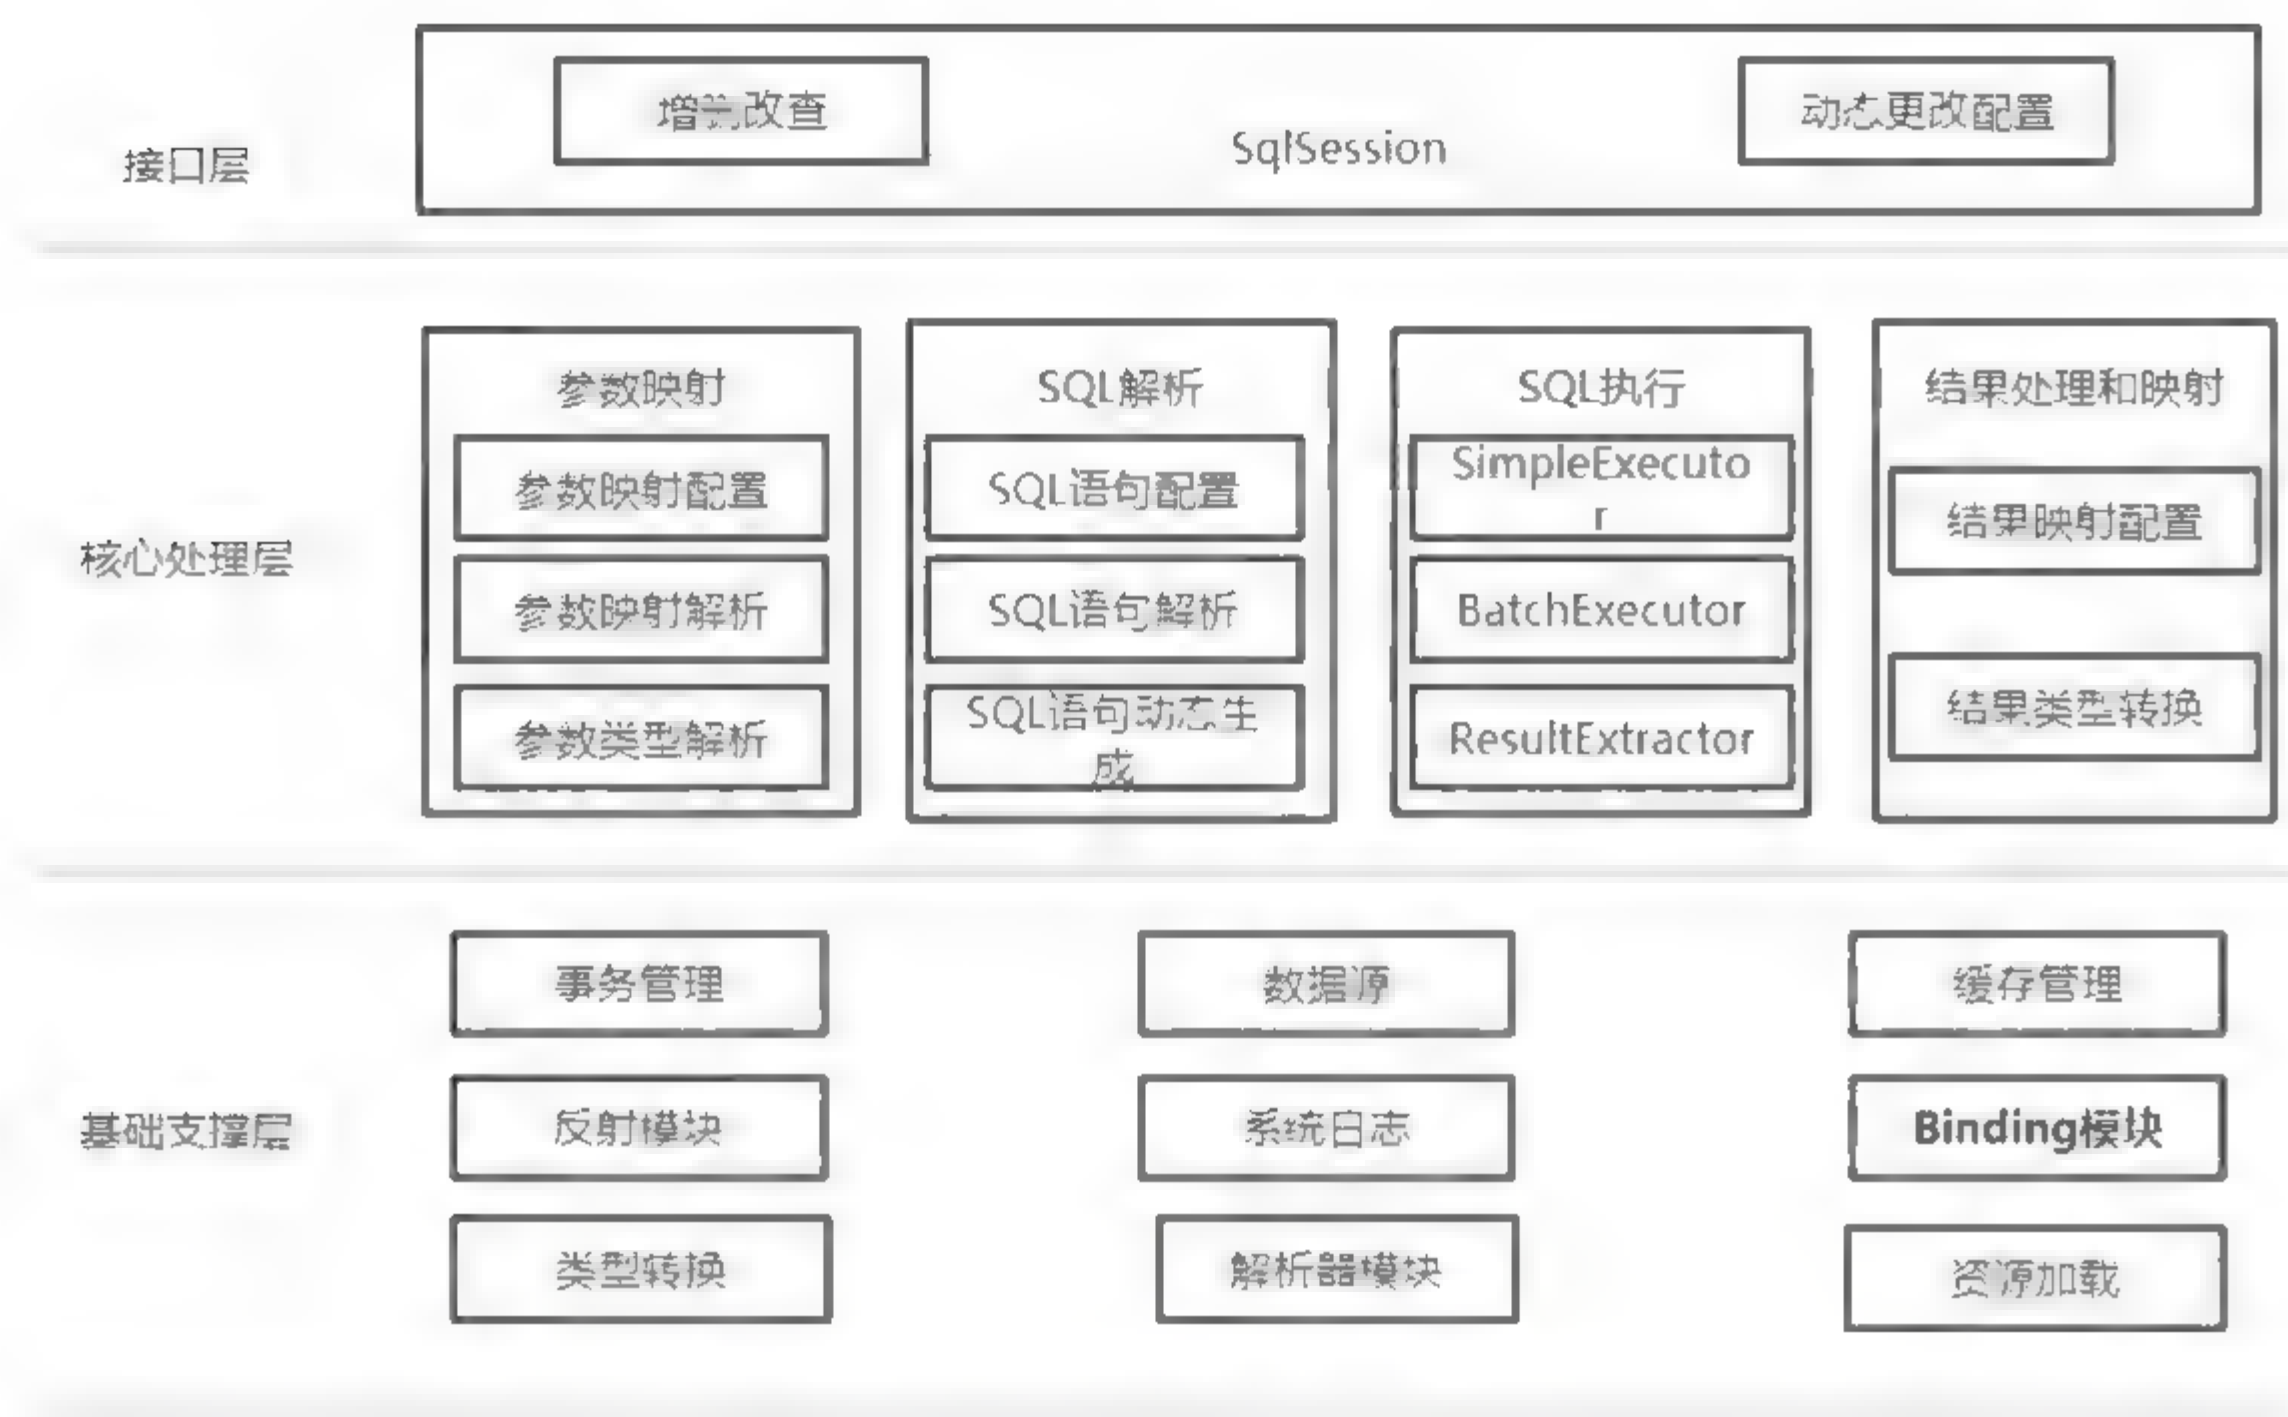 增删改查
动态更改配置
SqlSession
接口层
参数映射
SQL解析
SQL执行
结果处理和映射
参数映射配置
SQL语句配置
SimpleExecuto
r
结果映射配置
核心处理层
参数映射解析
SQL语句解析
BatchExecutor
参数类型解析
SQL语句动态生
成
ResultExtractor
结果类型转换
事务管理
数据源
缓存管理
基础支撑层
反射模块
系统日志
Binding模块
类型转换
解析器模块
资源加载